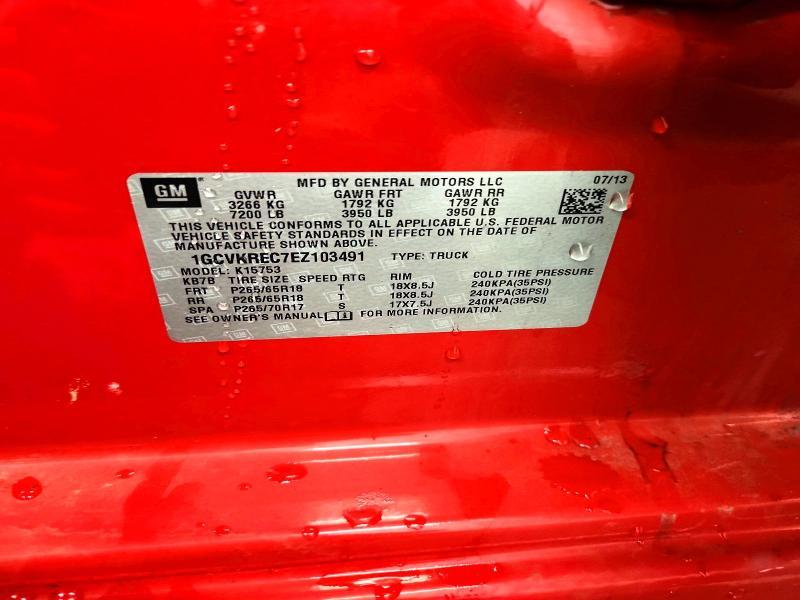 GM MFD BY GENERAL MOTORS LLC 07/13
GVWR GAWR FRT GAWR RR
3266 KG 1792 KG 1792 KG
7200 LB 3950 LB 3950 LB
THIS VEHICLE CONFORMS TO ALL APPLICABLE U.S. FEDERAL MOTOR
VEHICLE SAFETY STANDARDS IN EFFECT ON THE DATE OF
MANUFACTURE SHOWN ABOVE.
1GCVKREC7EZ103491 TYPE: TRUCK
MODEL: K15753
KB7B TIRE SIZE SPEED RTG RIM COLD TIRE PRESSURE
FRT P265/65R18 T 18X8.5J 240KPA(35PSI)
RR P265/65R18 T 18X8.5J 240KPA(35PSI)
SPA P265/70R17 S 17X7.5J 240KPA(35PSI)
SEE OWNER'S MANUAL FOR MORE INFORMATION.